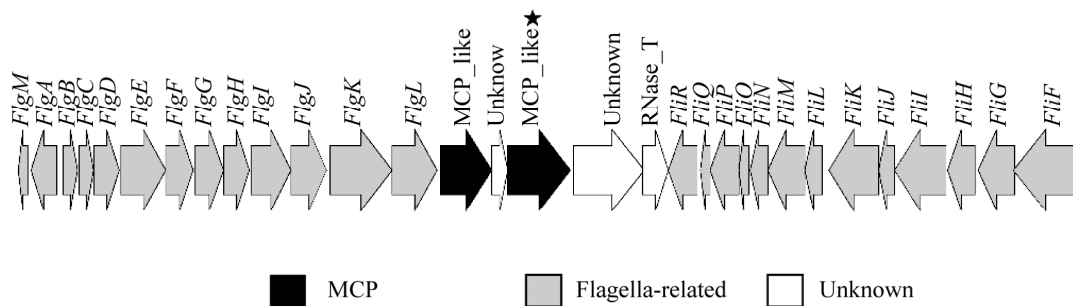 FlgM
FlgA
FlgB
FlgC
FlgD
FlgE
FlgF
FlgG
FlgH
FlgI
FlgJ
FlgK
FlgL
MCP_like
Unknow
MCP_like★
Unknown
RNase_T
FliR
FliQ
FliP
FliO
FliN
FliM
FliL
FliK
FliJ
FliI
FliH
FliG
FliF
MCP
Flagella-related
Unknown